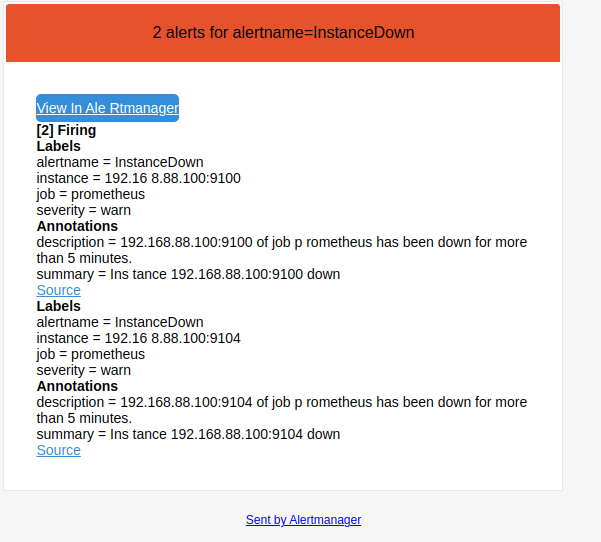 2 alerts for alertname=InstanceDown
View In Ale Rtmanager
[2] Firing
Labels
alertname = InstanceDown
instance = 192.16 8.88.100:9100
job = prometheus
severity = warn
Annotations
description = 192.168.88.100:9100 of job p rometheus has been down for more
than 5 minutes.
summary = Ins tance 192.168.88.100:9100 down
Source
Labels
alertname = InstanceDown
instance = 192.16 8.88.100:9104
job = prometheus
severity = warn
Annotations
description = 192.168.88.100:9104 of job p rometheus has been down for more
than 5 minutes.
summary = Ins tance 192.168.88.100:9104 down
Source
Sent by Alertmanager